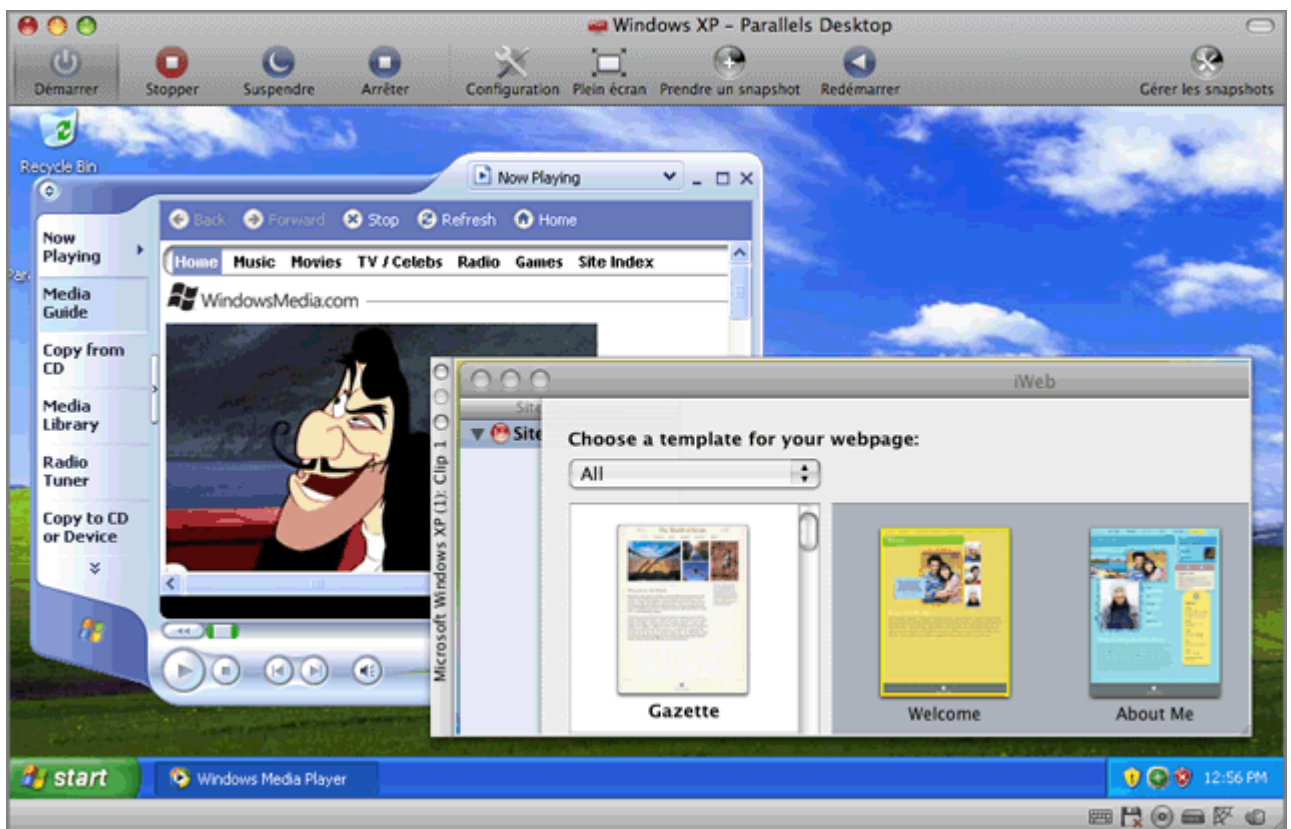 Windows XP – Parallels Desktop
Démarrer
Stopper
Suspendre
Arrêter
Configuration
Plein écran
Prendre un snapshot
Redémarrer
Gérer les snapshots
Recycle Bin
Now Playing
Back
Forward
Stop
Refresh
Home
Now
Playing
Media
Guide
Copy from
CD
Media
Library
Radio
Tuner
Copy to CD
or Device
Home Music Movies TV / Celebs Radio Games Site Index
WindowsMedia.com
Microsoft Windows XP (1): Clip 1
iWeb
Site
Choose a template for your webpage:
All
Gazette
Welcome
About Me
start
Windows Media Player
12:56 PM